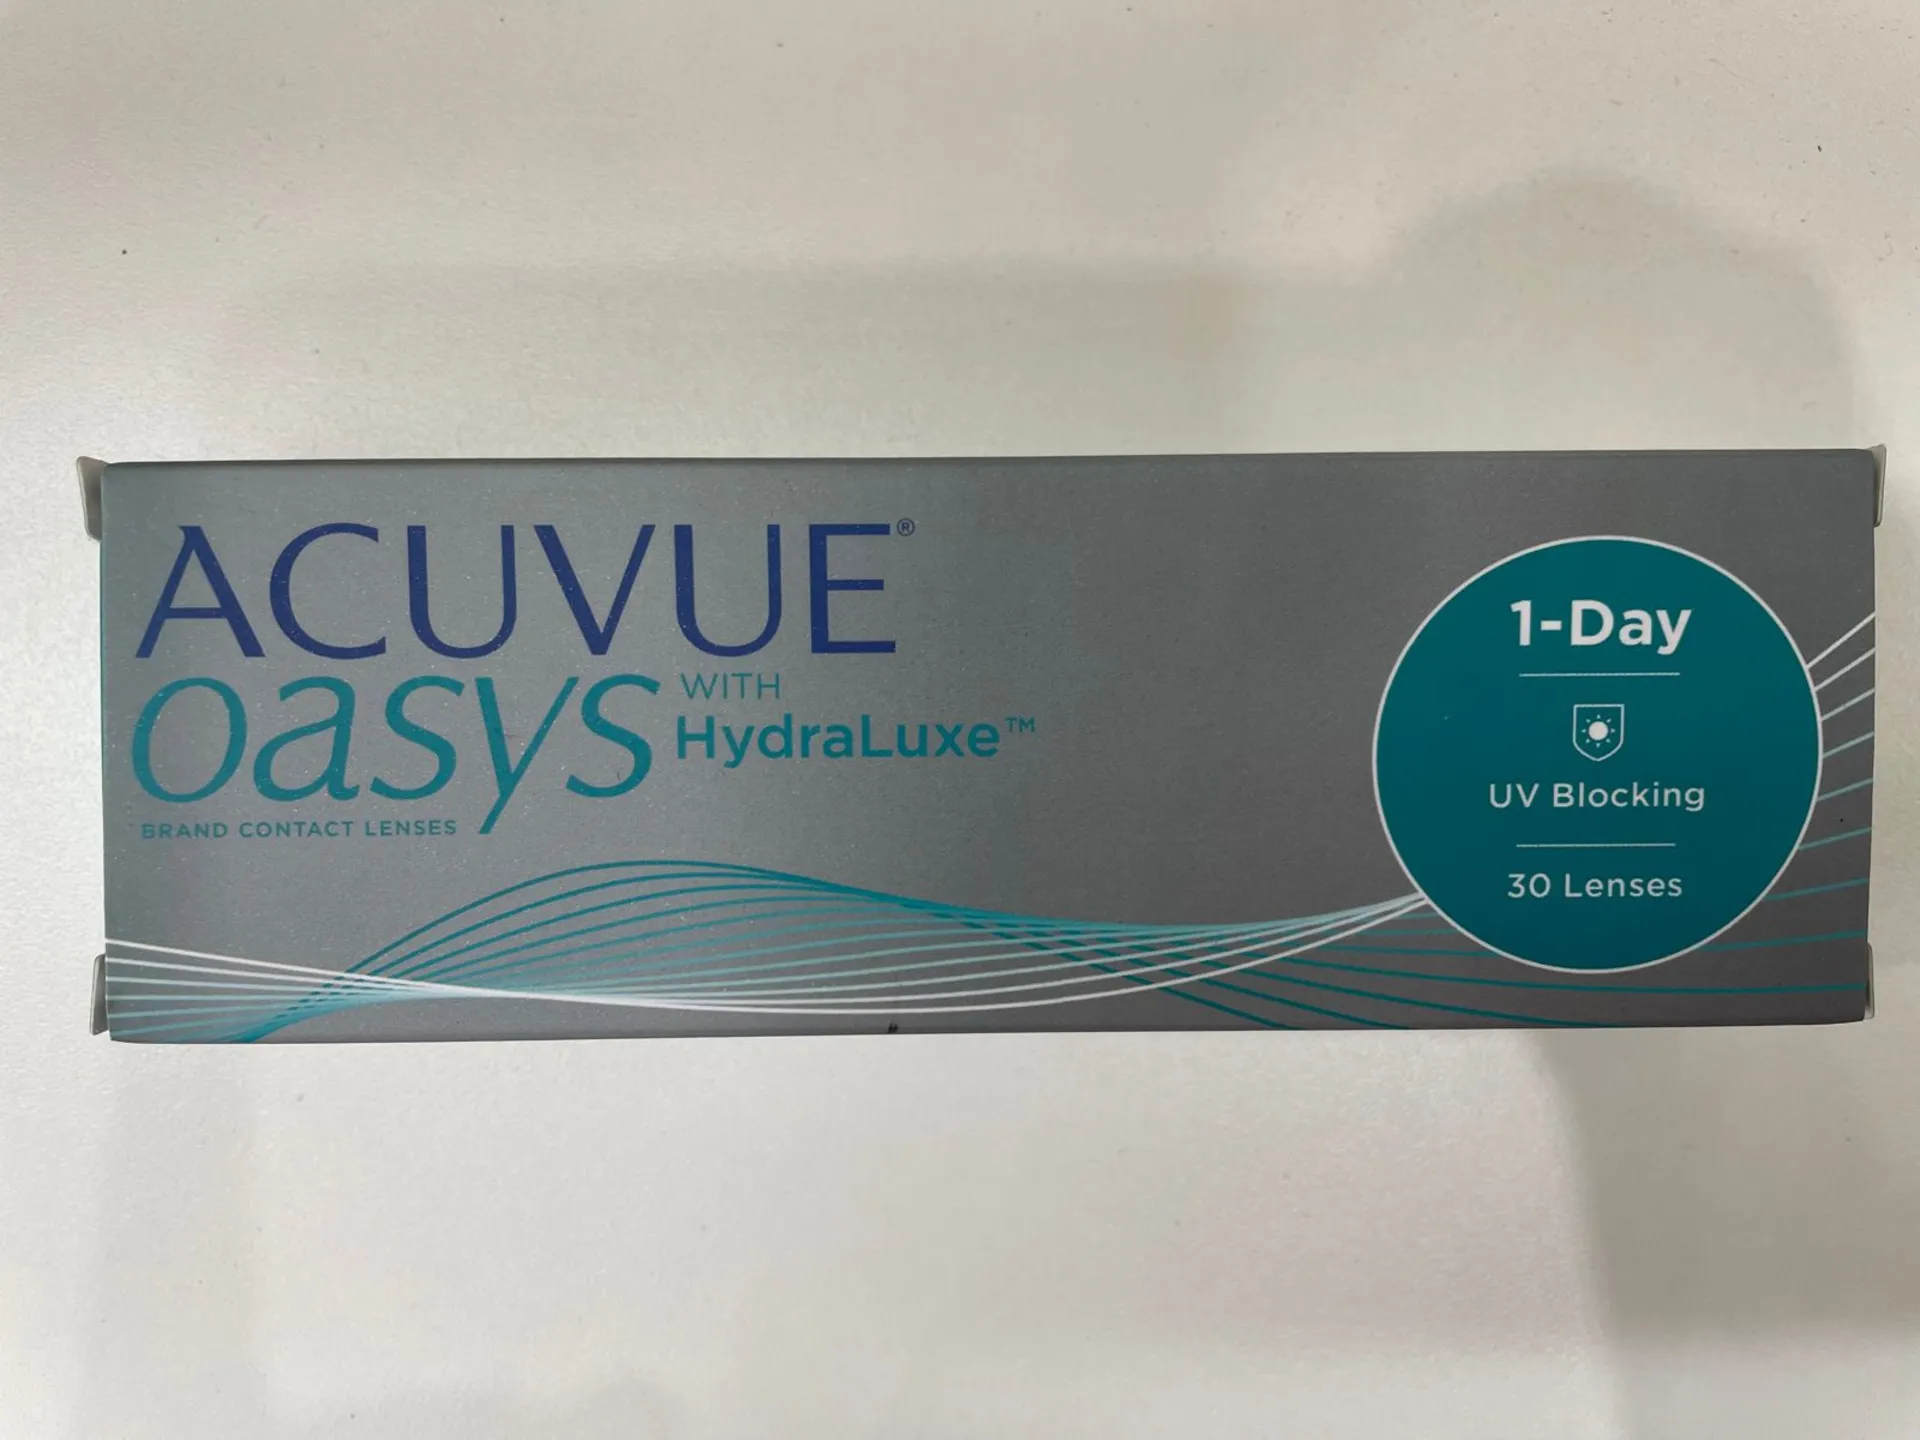 ACUVUE®
oasys WITH
HydraLuxe™
BRAND CONTACT LENSES
1-Day
UV Blocking
30 Lenses